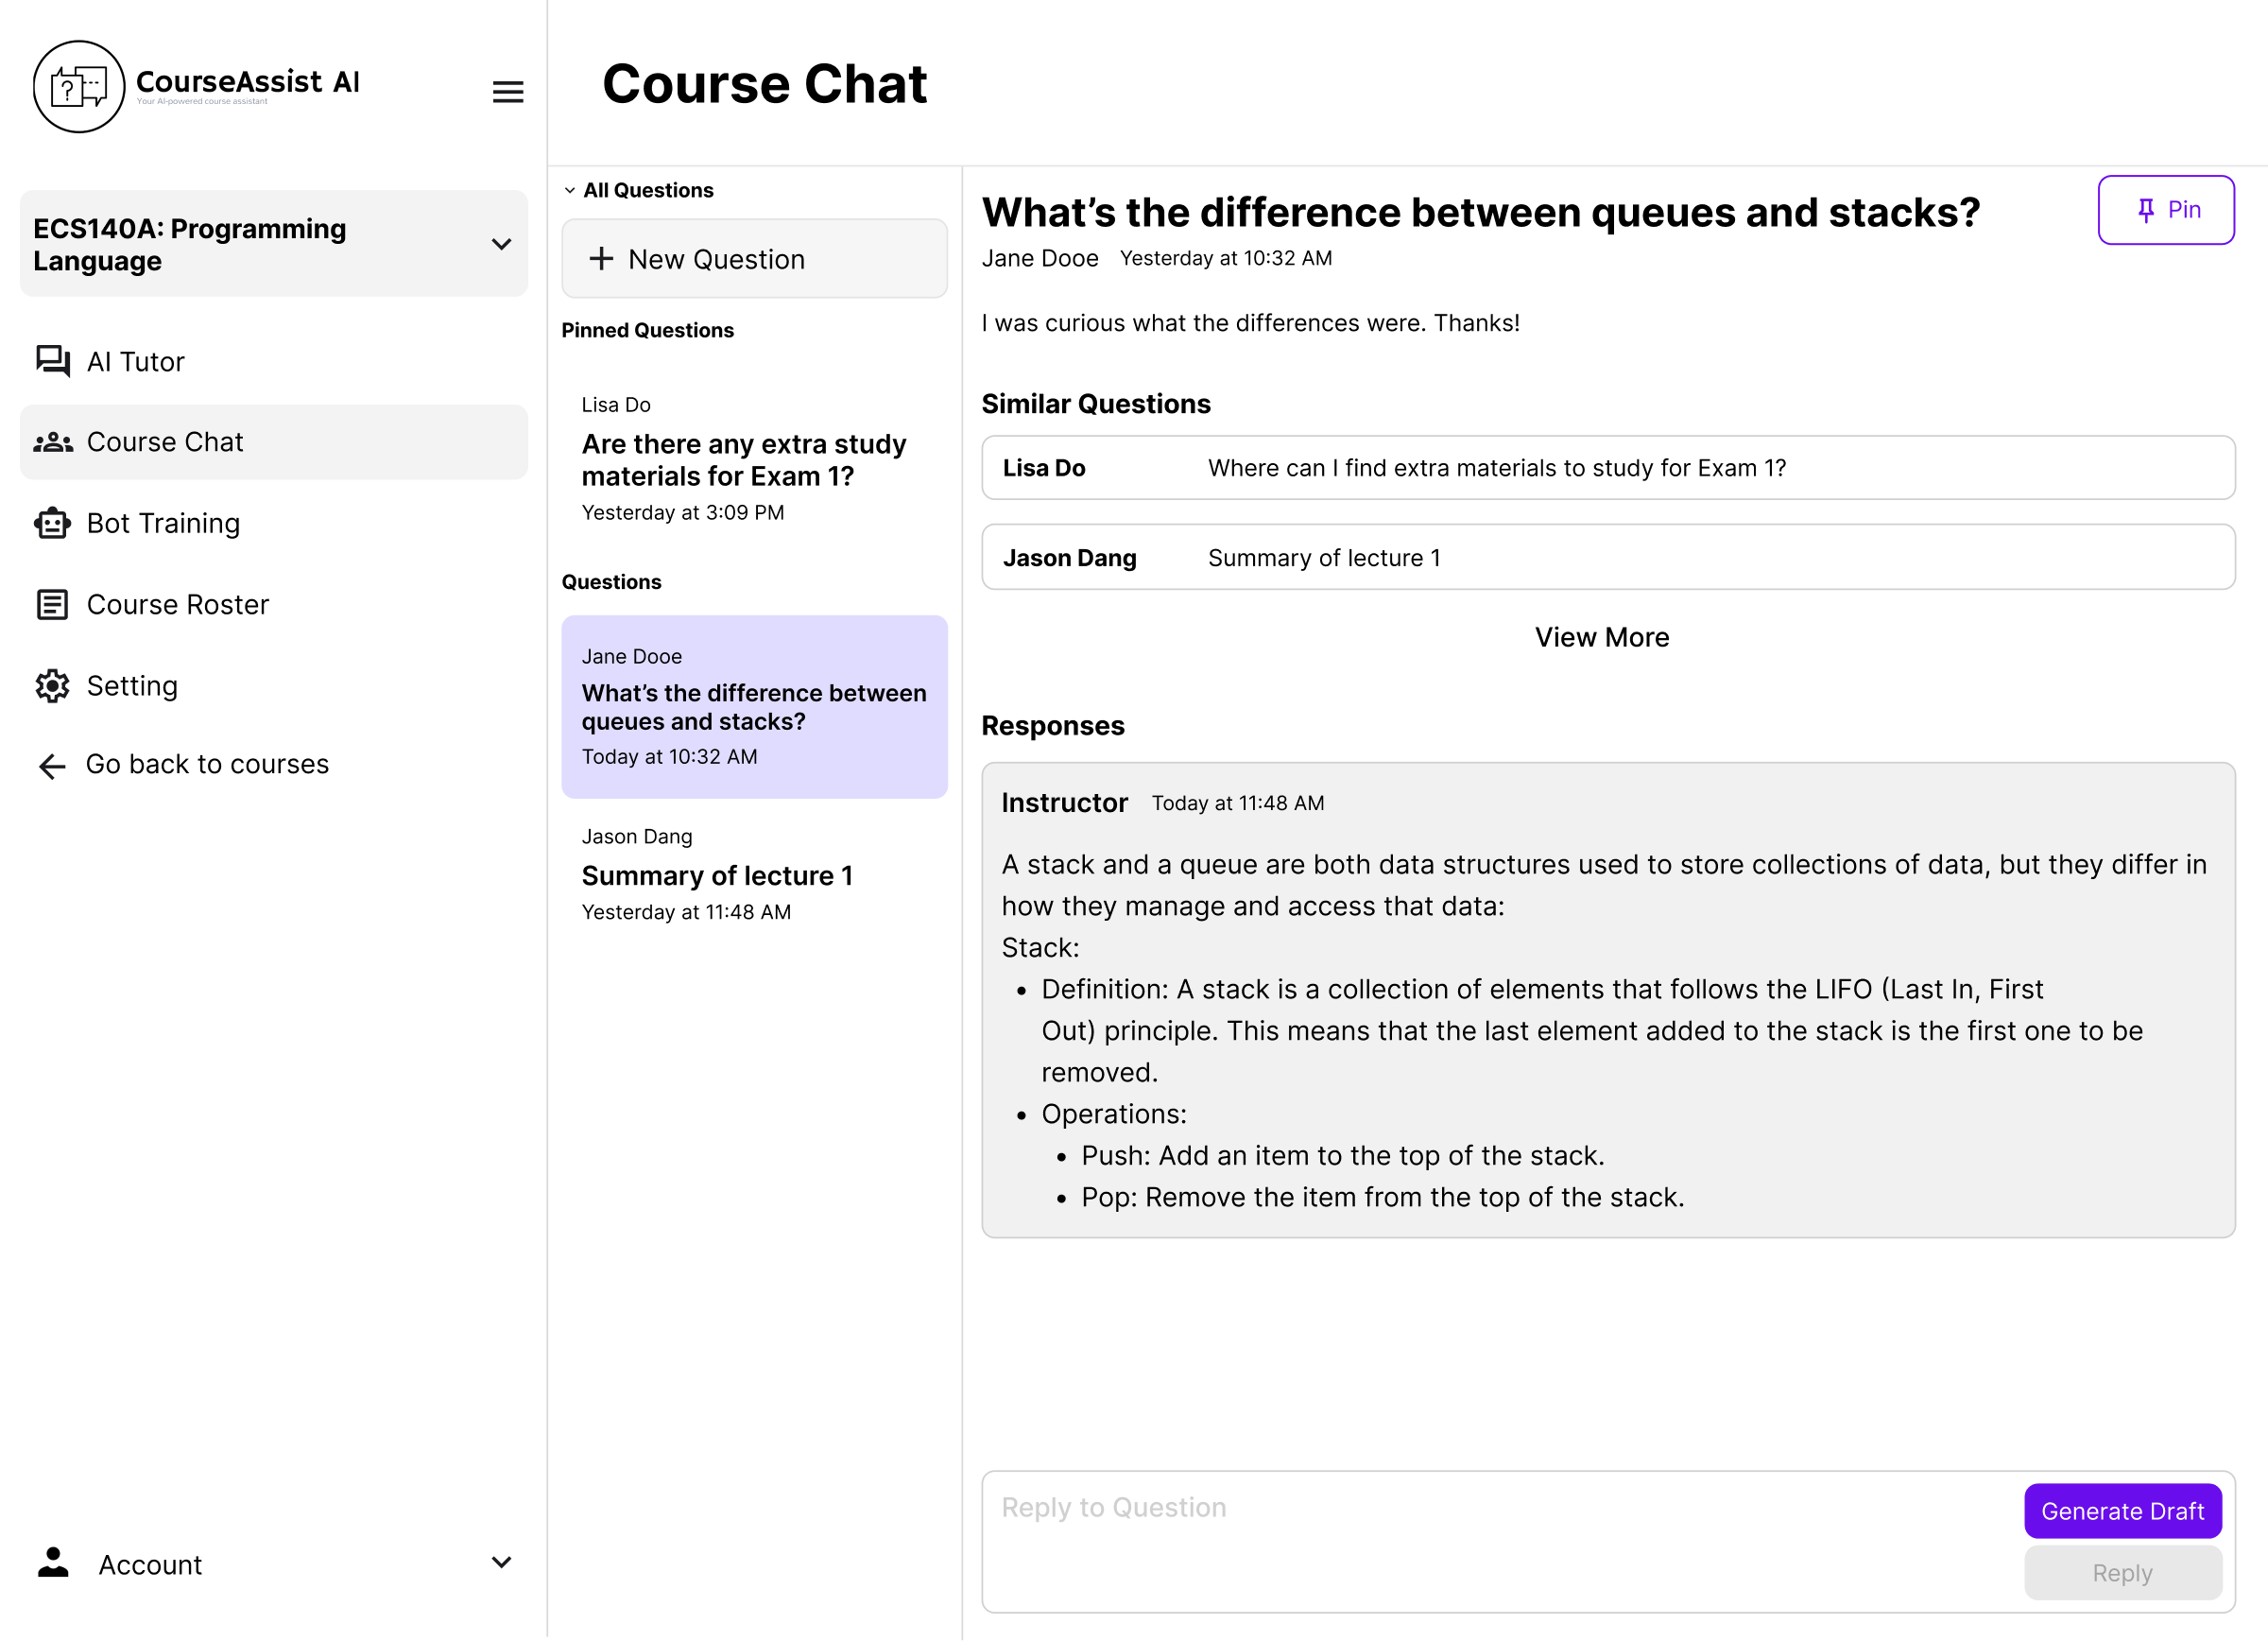 CourseAssist AI
Your AI-powered course assistant
ECS140A: Programming
Language
AI Tutor
Course Chat
Bot Training
Course Roster
Setting
Go back to courses
Account
Course Chat
All Questions
New Question
Pinned Questions
Lisa Do
Are there any extra study
materials for Exam 1?
Yesterday at 3:09 PM
Questions
Jane Dooe
What’s the difference between
queues and stacks?
Today at 10:32 AM
Jason Dang
Summary of lecture 1
Yesterday at 11:48 AM
What’s the difference between queues and stacks?
Pin
Jane Dooe Yesterday at 10:32 AM
I was curious what the differences were. Thanks!
Similar Questions
Lisa Do Where can I find extra materials to study for Exam 1?
Jason Dang Summary of lecture 1
View More
Responses
Instructor Today at 11:48 AM
A stack and a queue are both data structures used to store collections of data, but they differ in
how they manage and access that data:
Stack:
• Definition: A stack is a collection of elements that follows the LIFO (Last In, First
Out) principle. This means that the last element added to the stack is the first one to be
removed.
• Operations:
• Push: Add an item to the top of the stack.
• Pop: Remove the item from the top of the stack.
Reply to Question
Generate Draft
Reply